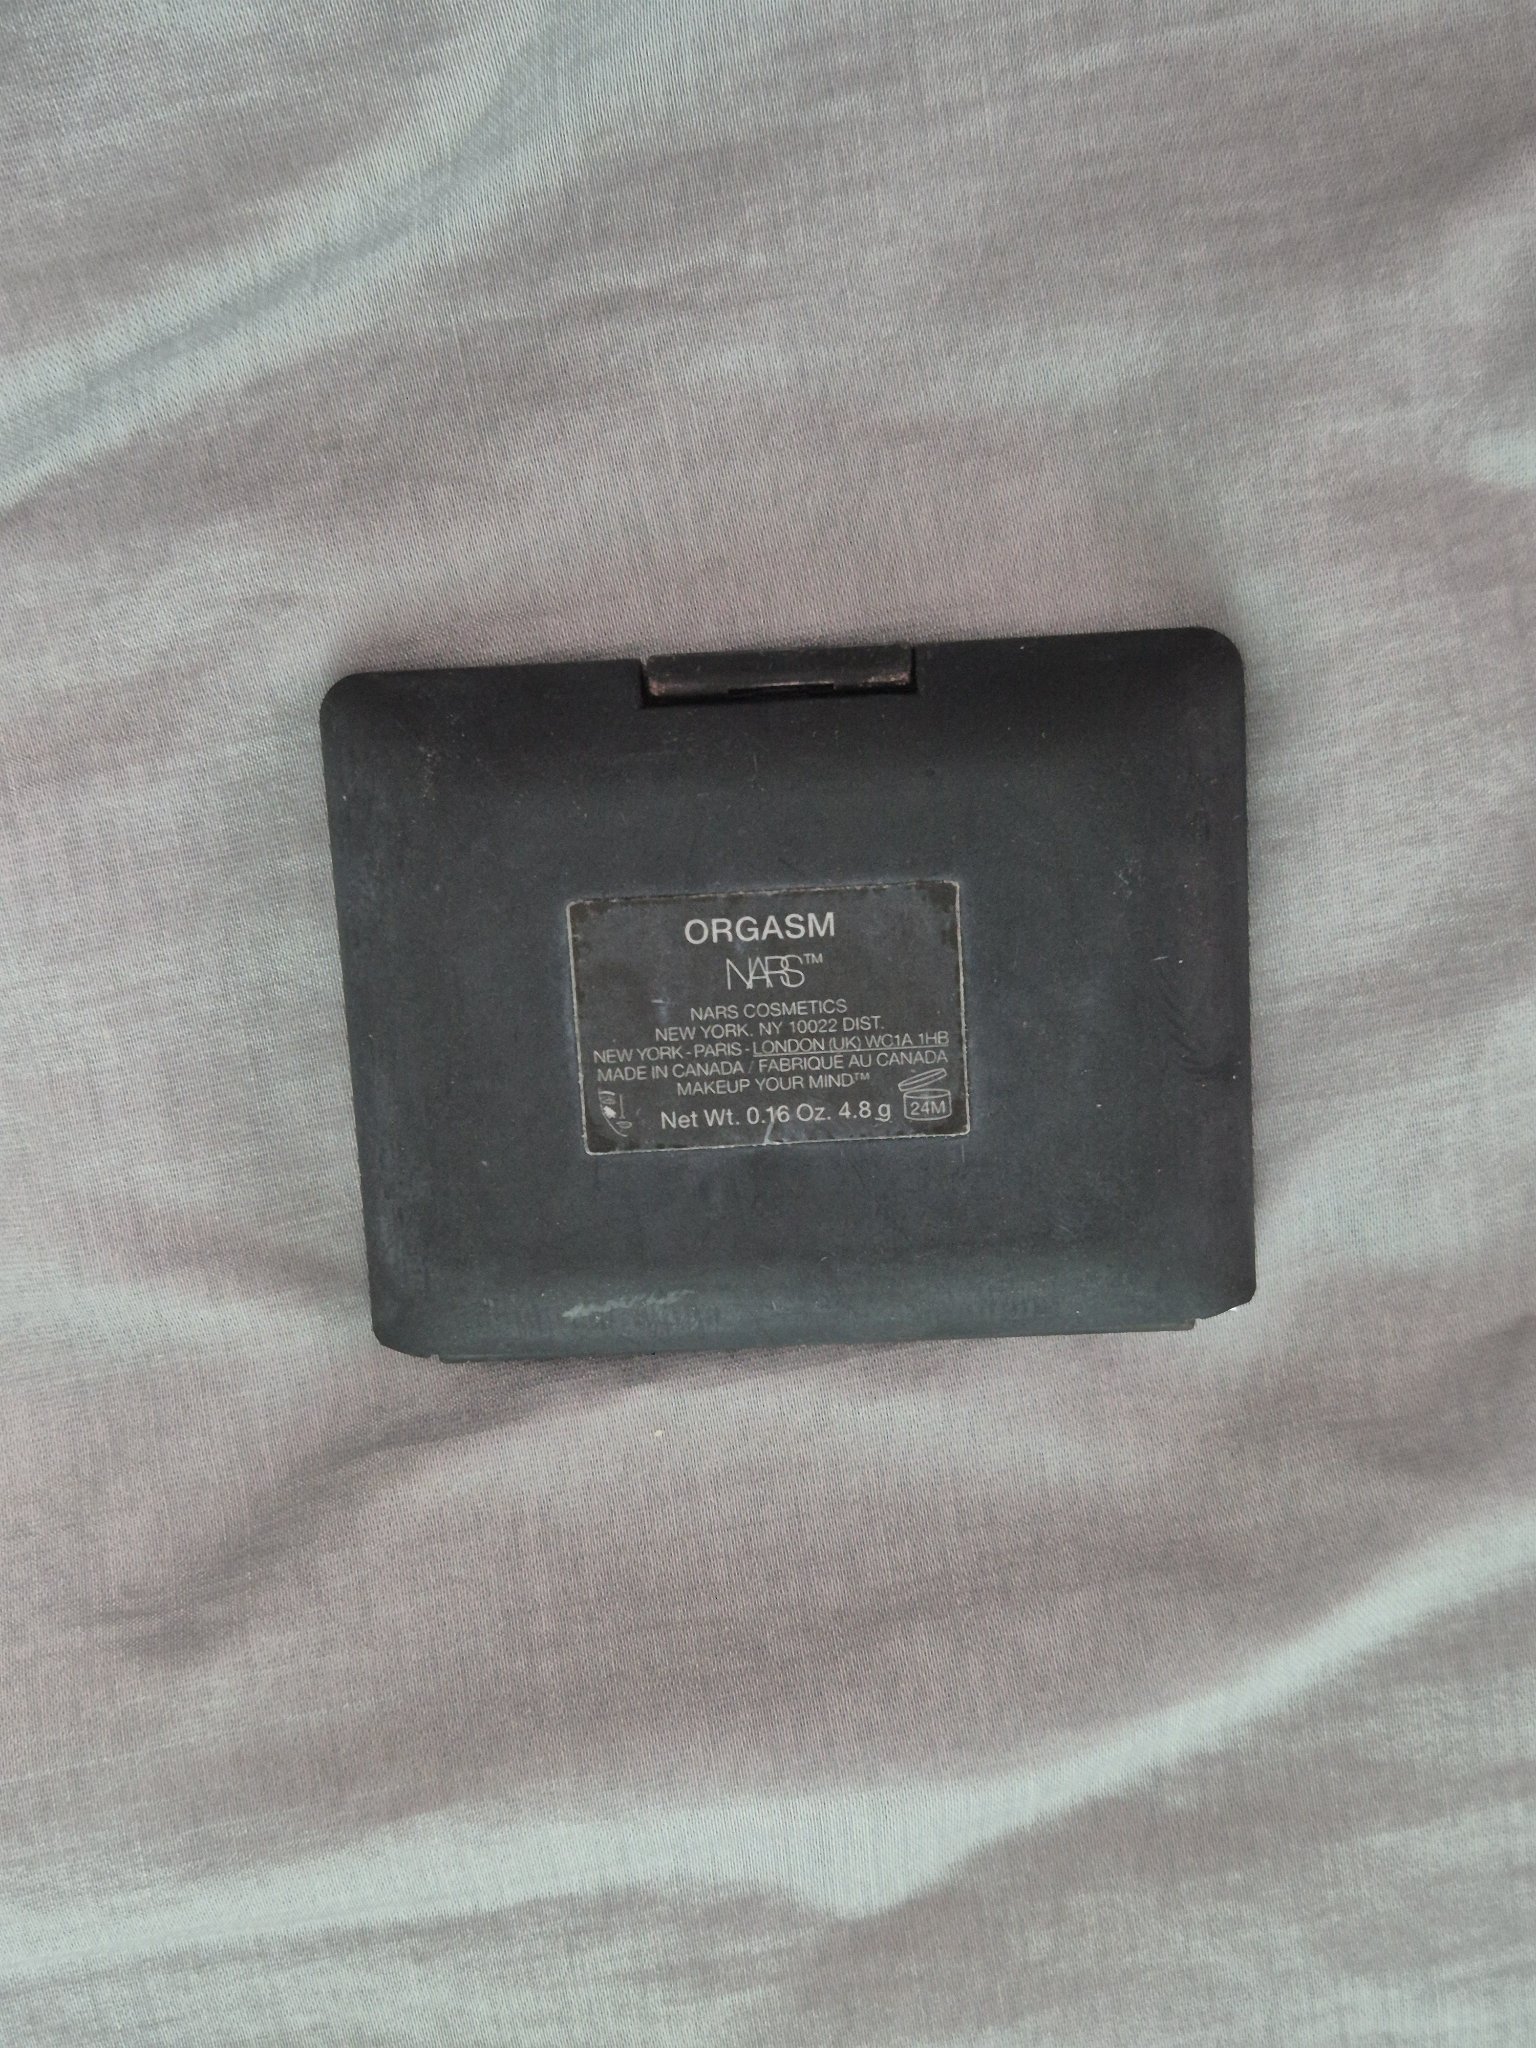 ORGASM
NARS™
NARS COSMETICS
NEW YORK. NY 10022 DIST.
NEW YORK - PARIS - LONDON (UK) WC1A 1HB
MADE IN CANADA / FABRIQUÉ AU CANADA
MAKEUP YOUR MIND™
Net Wt. 0.16 Oz. 4.8 g
24M